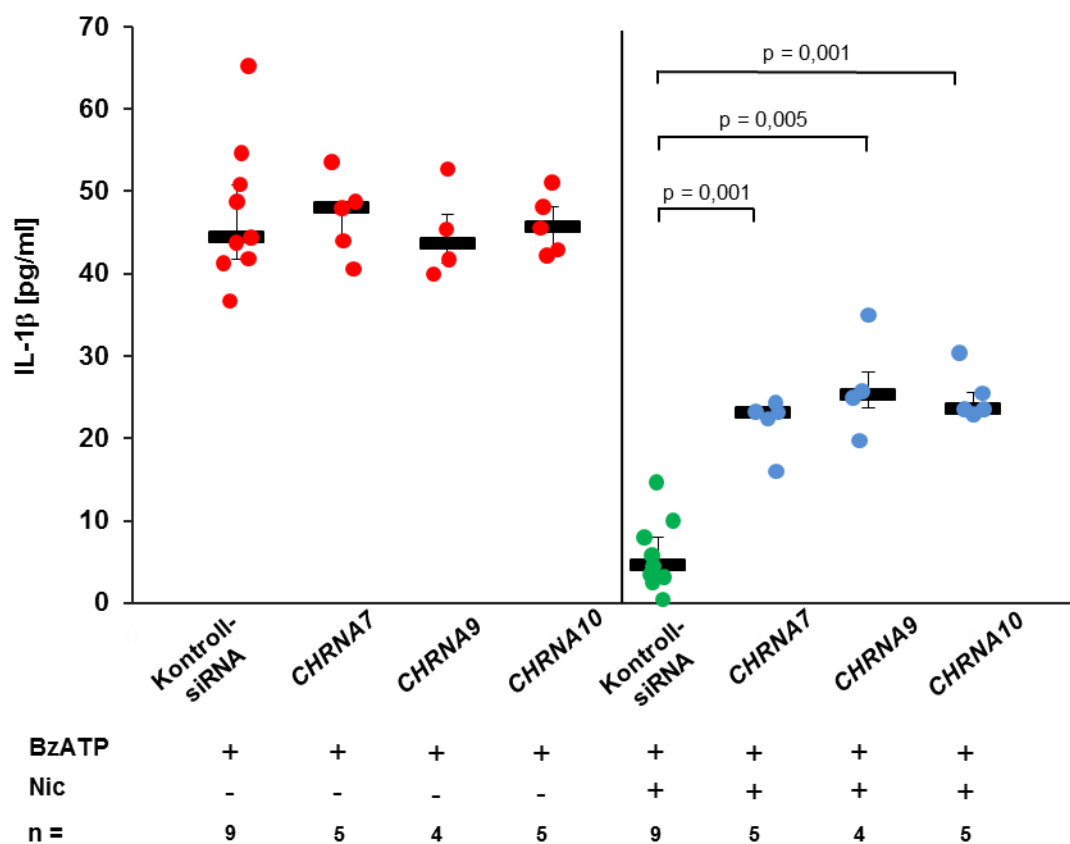 70
60
50
40
30
20
10
0
IL-1β [pg/ml]
p = 0,001
p = 0,005
p = 0,001
Kontroll-
siRNA
CHRNA7
CHRNA9
CHRNA10
Kontroll-
siRNA
CHRNA7
CHRNA9
CHRNA10
BzATP + + + + + + + +
Nic - - - - + + + +
n = 9 5 4 5 9 5 4 5